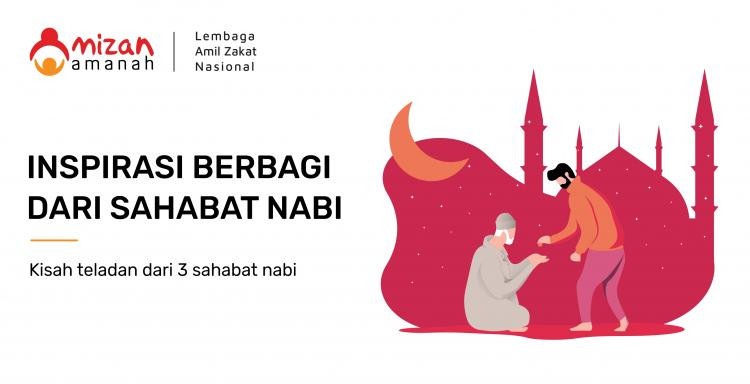 mizan
amanah
Lembaga
Amil Zakat
Nasional
INSPIRASI BERBAGI
DARI SAHABAT NABI
Kisah teladan dari 3 sahabat nabi